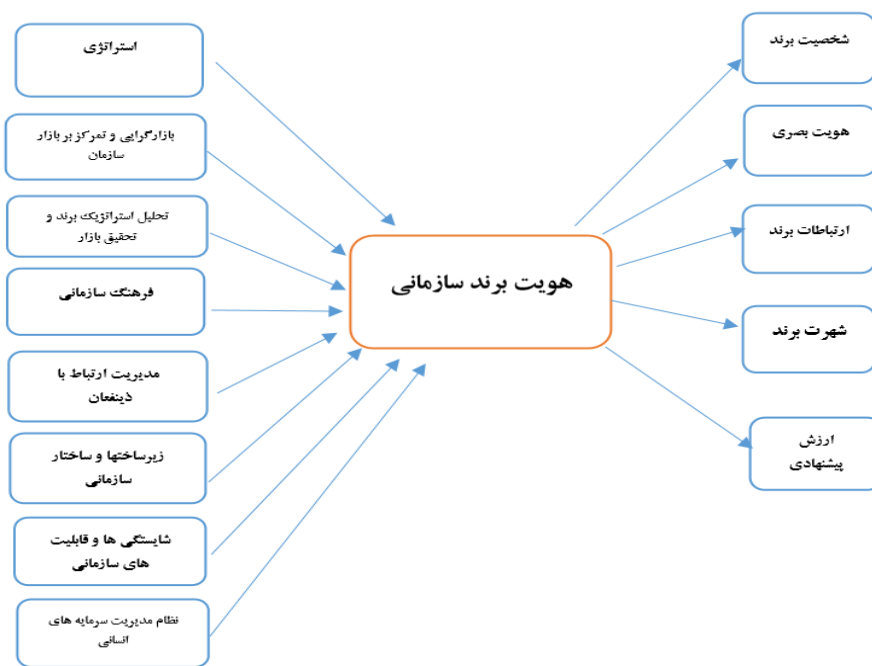 استراتژی
بازارگرایی و تمرکز بر بازار
سازمان
تحلیل استراتژیک برند و
تحقیق بازار
فرهنگ سازمانی
مدیریت ارتباط با
ذینفعان
زیرساختها و ساختار
سازمانی
شایستگی ها و قابلیت
های سازمانی
نظام مدیریت سرمایه های
انسانی
هویت برند سازمانی
شخصیت برند
هویت بصری
ارتباطات برند
شهرت برند
ارزش
پیشنهادی